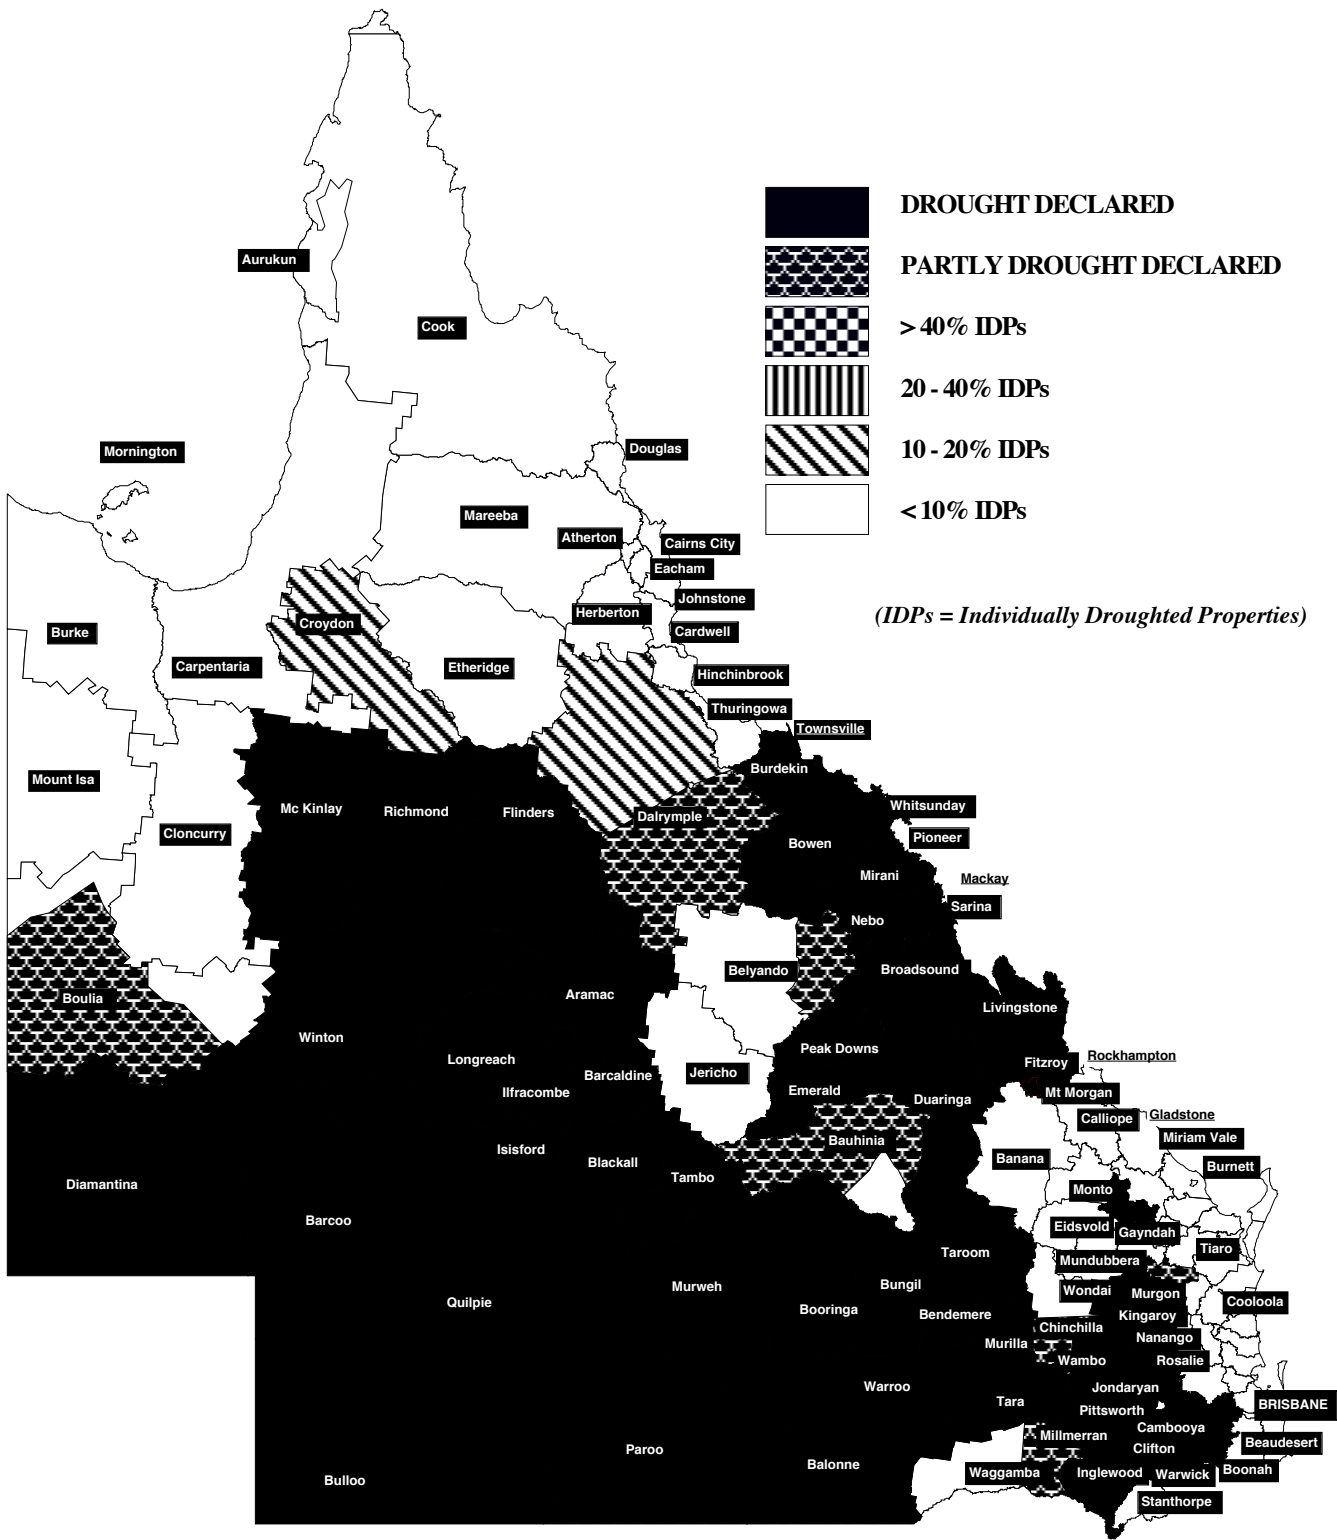 DROUGHT DECLARED
PARTLY DROUGHT DECLARED
> 40% IDPs
20 - 40% IDPs
10 - 20% IDPs
< 10% IDPs
(IDPs = Individually Droughted Properties)
Aurukun
Cook
Douglas
Mornington
Mareeba
Atherton
Cairns City
Eacham
Johnstone
Herberton
Croydon
Burke
Cardwell
Carpentaria
Etheridge
Hinchinbrook
Thuringowa
Townsville
Burdekin
Mount Isa
Whitsunday
Mc Kinlay
Richmond
Flinders
Dalrymple
Cloncurry
Pioneer
Bowen
Mirani
Mackay
Sarina
Nebo
Belyando
Broadsound
Boulia
Aramac
Livingstone
Winton
Peak Downs
Rockhampton
Longreach
Fitzroy
Jericho
Barcaldine
Ilfracombe
Emerald
Mt Morgan
Duaringa
Gladstone
Calliope
Miriam Vale
Bauhinia
Isisford
Banana
Blackall
Burnett
Tambo
Diamantina
Monto
Barcoo
Eidsvold
Gayndah
Tiaro
Taroom
Mundubbera
Murweh
Bungil
Wondai
Murgon
Quilpie
Cooloola
Booringa
Bendemere
Kingaroy
Chinchilla
Nanango
Murilla
Wambo
Rosalie
Warroo
Jondaryan
Tara
BRISBANE
Pittsworth
Cambooya
Millmerran
Beaudesert
Paroo
Clifton
Balonne
Boonah
Waggamba
Inglewood
Warwick
Bulloo
Stanthorpe